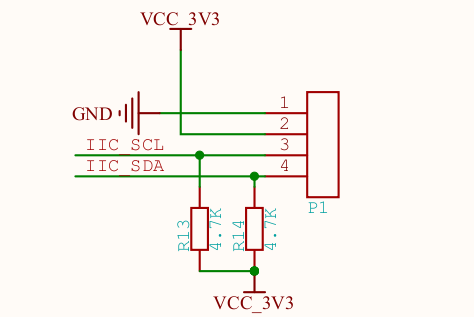 VCC_3V3
GND
1
2
IIC SCL
3
IIC SDA
4
P1
R13
4.7K
R14
4.7K
VCC_3V3